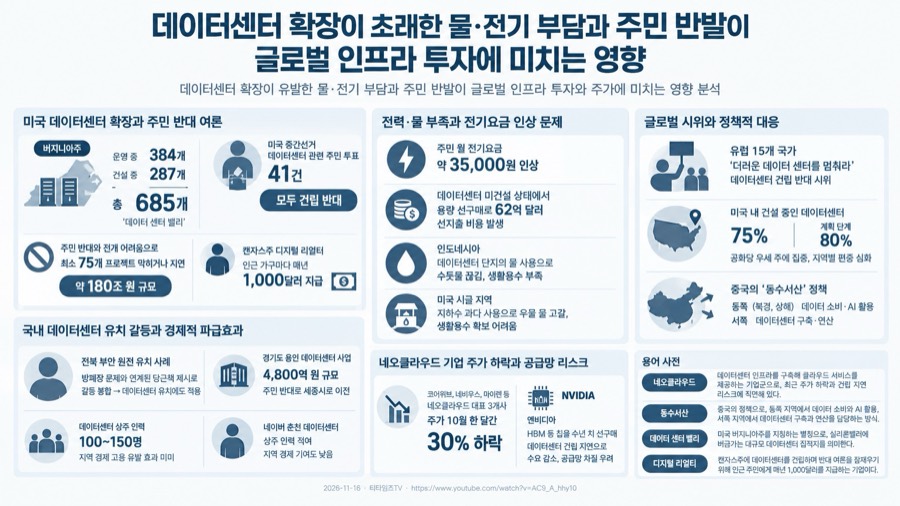 데이터센터 확장이 초래한 물·전기 부담과 주민 반발이
글로벌 인프라 투자에 미치는 영향
데이터센터 확장이 유발한 물·전기 부담과 주민 반발이 글로벌 인프라 투자와 주가에 미치는 영향 분석
미국 데이터센터 확장과 주민 반대 여론
버지니아주
운영 중 384개
건설 중 287개
총 685개
'데이터 센터 밸리'
미국 중간선거
데이터센터 관련 주민 투표
41건
모두 건립 반대
주민 반대와 전개 어려움으로
최소 75개 프로젝트 막히거나 지연
약 180조 원 규모
캔자스주 디지털 리얼터
인근 가구마다 매년
1,000달러 지급
전력·물 부족과 전기요금 인상 문제
주민 월 전기요금
약 35,000원 인상
데이터센터 미건설 상태에서
용량 선구매로 62억 달러
선지출 비용 발생
인도네시아
데이터센터 단지의 물 사용으로
수돗물 끊김, 생활용수 부족
미국 시골 지역
지하수 과다 사용으로 우물 물 고갈,
생활용수 확보 어려움
글로벌 시위와 정책적 대응
유럽 15개 국가
'더러운 데이터 센터를 멈춰라'
데이터센터 건립 반대 시위
미국 내 건설 중인 데이터센터
75%
계획 단계
80%
공화당 우세 주에 집중, 지역별 편중 심화
중국의 '동수서산' 정책
동쪽 (북경, 상해) 데이터 소비·AI 활용
서쪽 데이터센터 구축·연산
국내 데이터센터 유치 갈등과 경제적 파급효과
전북 부안 원전 유치 사례
방폐장 문제와 연계된 당근책 제시로
갈등 봉합 → 데이터센터 유치에도 적용
경기도 용인 데이터센터 사업
4,800억 원 규모
주민 반대로 세종시로 이전
데이터센터 상주 인력
100~150명
지역 경제 고용 유발 효과 미미
네이버 춘천 데이터센터
상주 인력 적어
지역 경제 기여도 낮음
네오클라우드 기업 주가 하락과 공급망 리스크
코어위브, 네비우스, 마이렌 등
네오클라우드 대표 3개사
주가 10월 한 달간
30% 하락
NVIDIA
엔비디아
HBM 등 칩을 수년 치 선구매
데이터센터 건립 지연으로
수요 감소, 공급망 차질 우려
용어 사전
네오클라우드
데이터센터 인프라를 구축해 클라우드 서비스를
제공하는 기업군으로, 최근 주가 하락과 건립 지연
리스크에 직면해 있다.
동수서산
중국의 정책으로, 동쪽 지역에서 데이터 소비와 AI 활용,
서쪽 지역에서 데이터센터 구축과 연산을 담당하는 방식.
데이터 센터 밸리
미국 버지니아주를 지칭하는 별칭으로, 실리콘밸리에
버금가는 대규모 데이터센터 집적지를 의미한다.
디지털 리얼티
캔자스주에 데이터센터를 건립하며 반대 여론을 잠재우기
위해 인근 주민에게 매년 1,000달러를 지급하는 기업이다.
2026-11-16 · 티타임즈TV · https://www.youtube.com/watch?v=AC9_A_hhy10